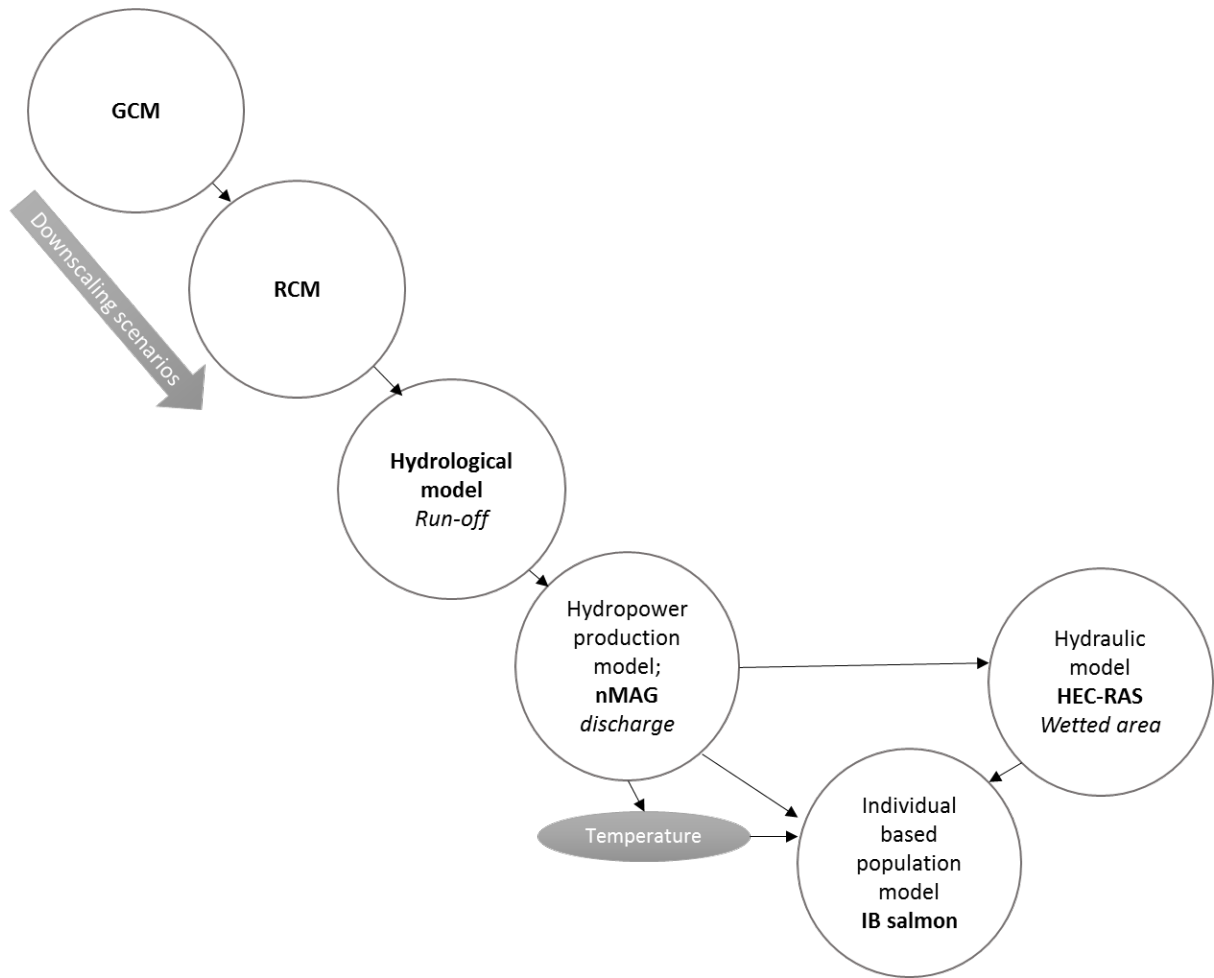 GCM
Downscaling scenarios
RCM
Hydrological
model
Run-off
Hydropower
production
model;
nMAG
discharge
Hydraulic
model
HEC-RAS
Wetted area
Temperature
Individual
based
population
model
IB salmon